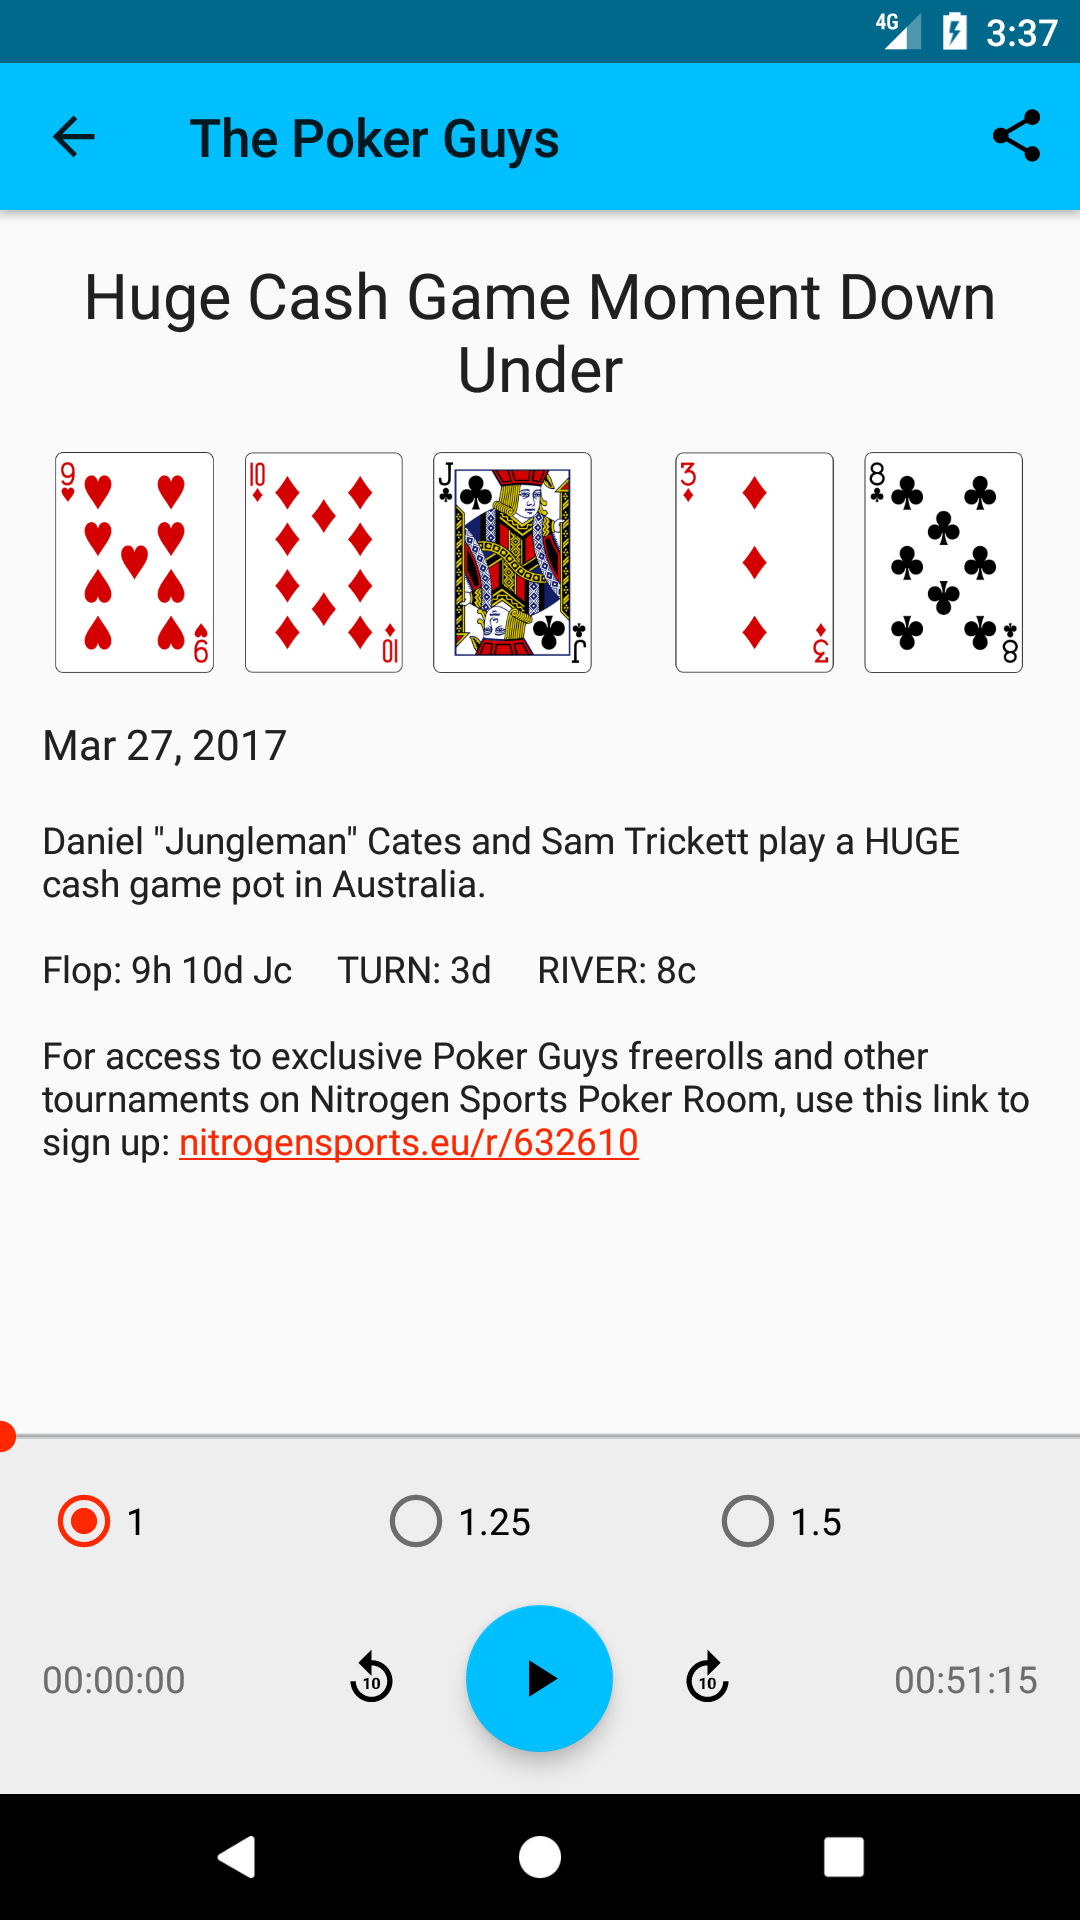 4G 3:37
The Poker Guys
Huge Cash Game Moment Down
Under
9 10 J 3 8
9 10 J 3 8
Mar 27, 2017
Daniel "Jungleman" Cates and Sam Trickett play a HUGE
cash game pot in Australia.
Flop: 9h 10d Jc TURN: 3d RIVER: 8c
For access to exclusive Poker Guys freerolls and other
tournaments on Nitrogen Sports Poker Room, use this link to
sign up: nitrogensports.eu/r/632610
1 1.25 1.5
00:00:00 10 10 00:51:15